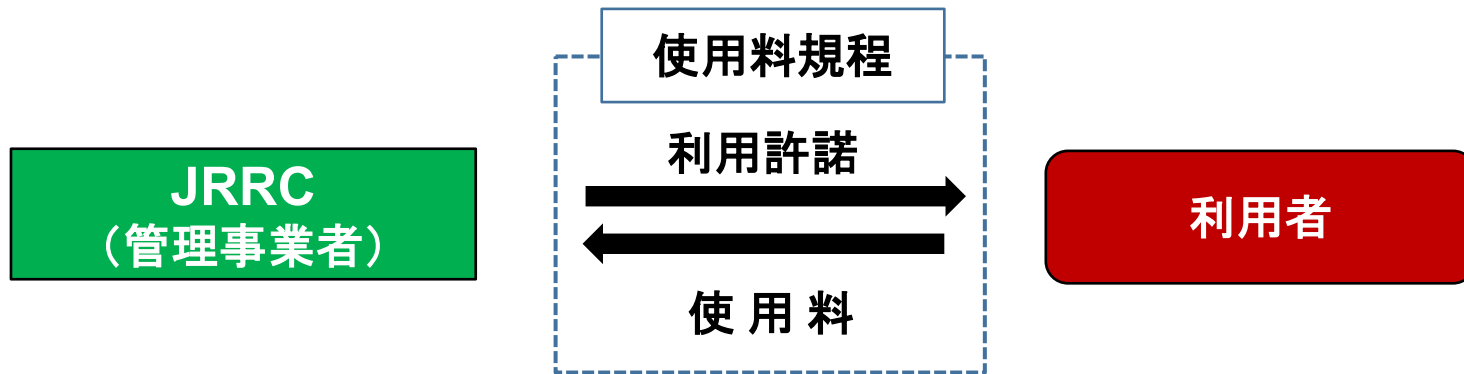 使用料規程
利用許諾
JRRC
（管理事業者）
利用者
使 用 料